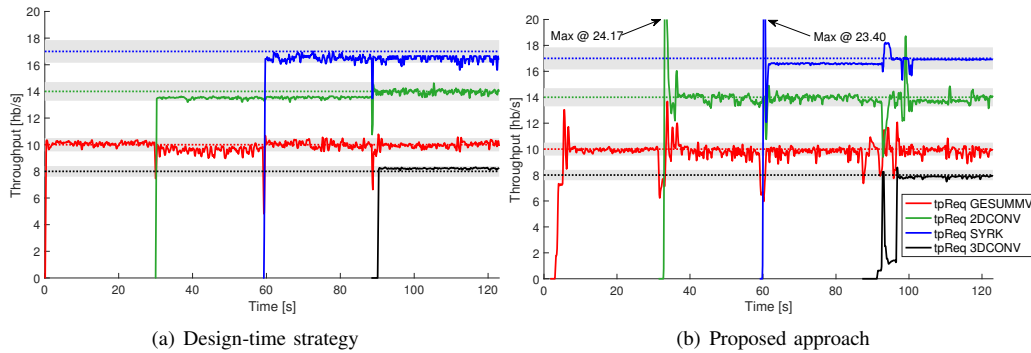 20
18
16
14
12
10
8
6
4
2
0
Throughput [hb/s]
0 20 40 60 80 100 120
Time [s]
(a) Design-time strategy
Max @ 24.17
Max @ 23.40
20
18
16
14
12
10
8
6
4
2
0
Throughput [hb/s]
tpReq GESUMMV
tpReq 2DCONV
tpReq SYRK
tpReq 3DCONV
0 20 40 60 80 100 120
Time [s]
(b) Proposed approach